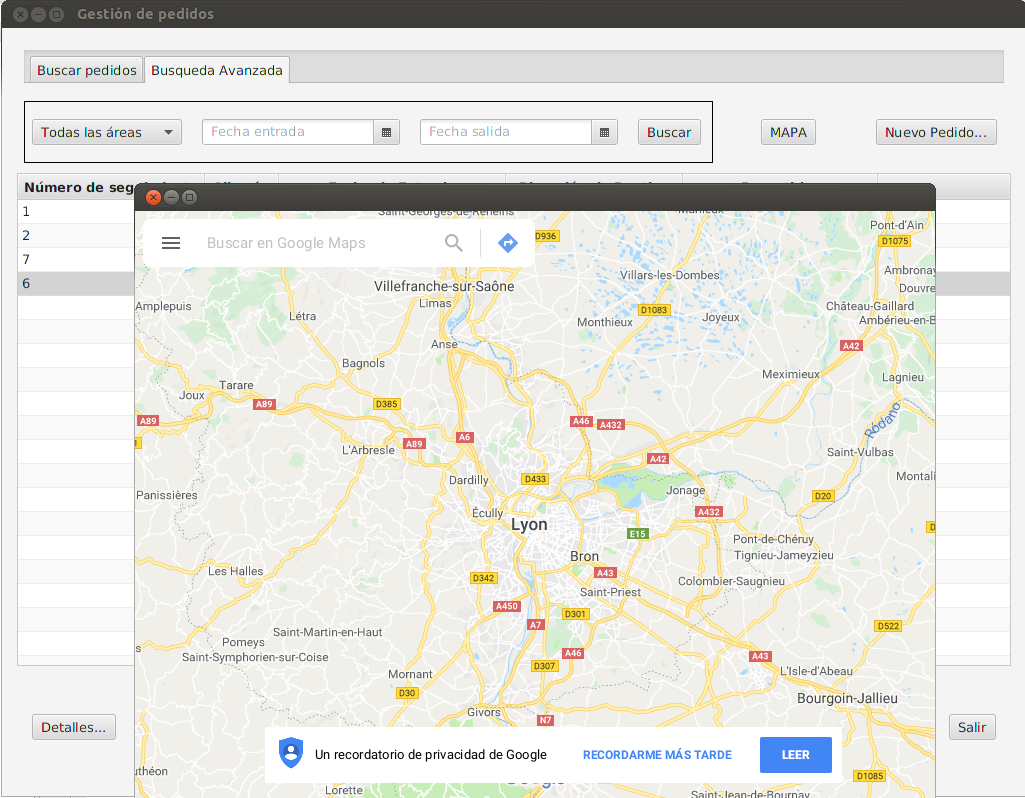 Gestión de pedidos
Buscar pedidos
Busqueda Avanzada
Todas las áreas
Fecha entrada
Fecha salida
Buscar
MAPA
Nuevo Pedido...
Número de seg
1
2
7
6
Saint-Georges-de-Reneins
Buscar en Google Maps
D936
Pont-d'Ain
D1075
Villars-les-Dombes
Ambronay
Villefranche-sur-Saône
Douvre
Amplepuis
Limas
D1083
Château-Gaillard
Létra
Monthieux
Joyeux
Ambérieu-en-B
Anse
A42
Bagnols
Meximieux
Lagnieu
Tarare
Joux
A89
D385
Ródano
A89
A46
A432
A6
A89
L'Arbresle
A42
Saint-Vulbas
Dardilly
D433
Montali
Panissières
Jonage
D20
Écully
A432
Lyon
E15
D
Pont-de-Chéruy
Bron
Tignieu-Jameyzieu
Les Halles
D342
A43
Colombier-Saugnieu
Saint-Priest
A450
D301
A7
D522
Saint-Martin-en-Haut
Pomeys
Saint-Symphorien-sur-Coise
A46
A43
D307
Mornant
L'Isle-d'Abeau
D30
Bourgoin-Jallieu
Givors
N7
Detalles...
Salir
Un recordatorio de privacidad de Google
RECORDARME MÁS TARDE
LEER
uthéon
D1085
Google
Lorette
Saint-Jean-de-Bournay